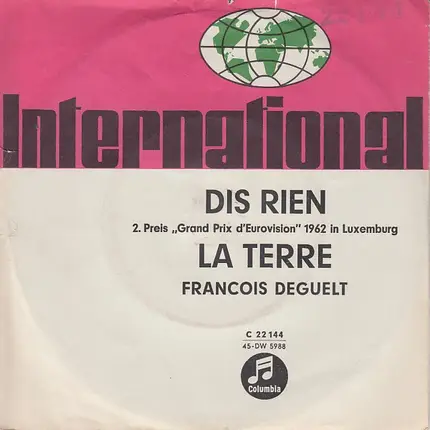 International
DIS RIEN
2. Preis „Grand Prix d'Eurovision" 1962 in Luxemburg
LA TERRE
FRANCOIS DEGUELT
C 22 144
45-DW 5988
Columbia